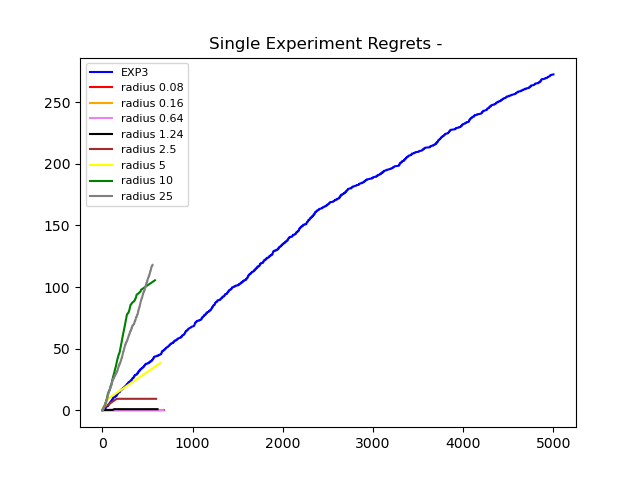 Single Experiment Regrets -
EXP3
radius 0.08
radius 0.16
radius 0.64
radius 1.24
radius 2.5
radius 5
radius 10
radius 25
250
200
150
100
50
0
0 1000 2000 3000 4000 5000